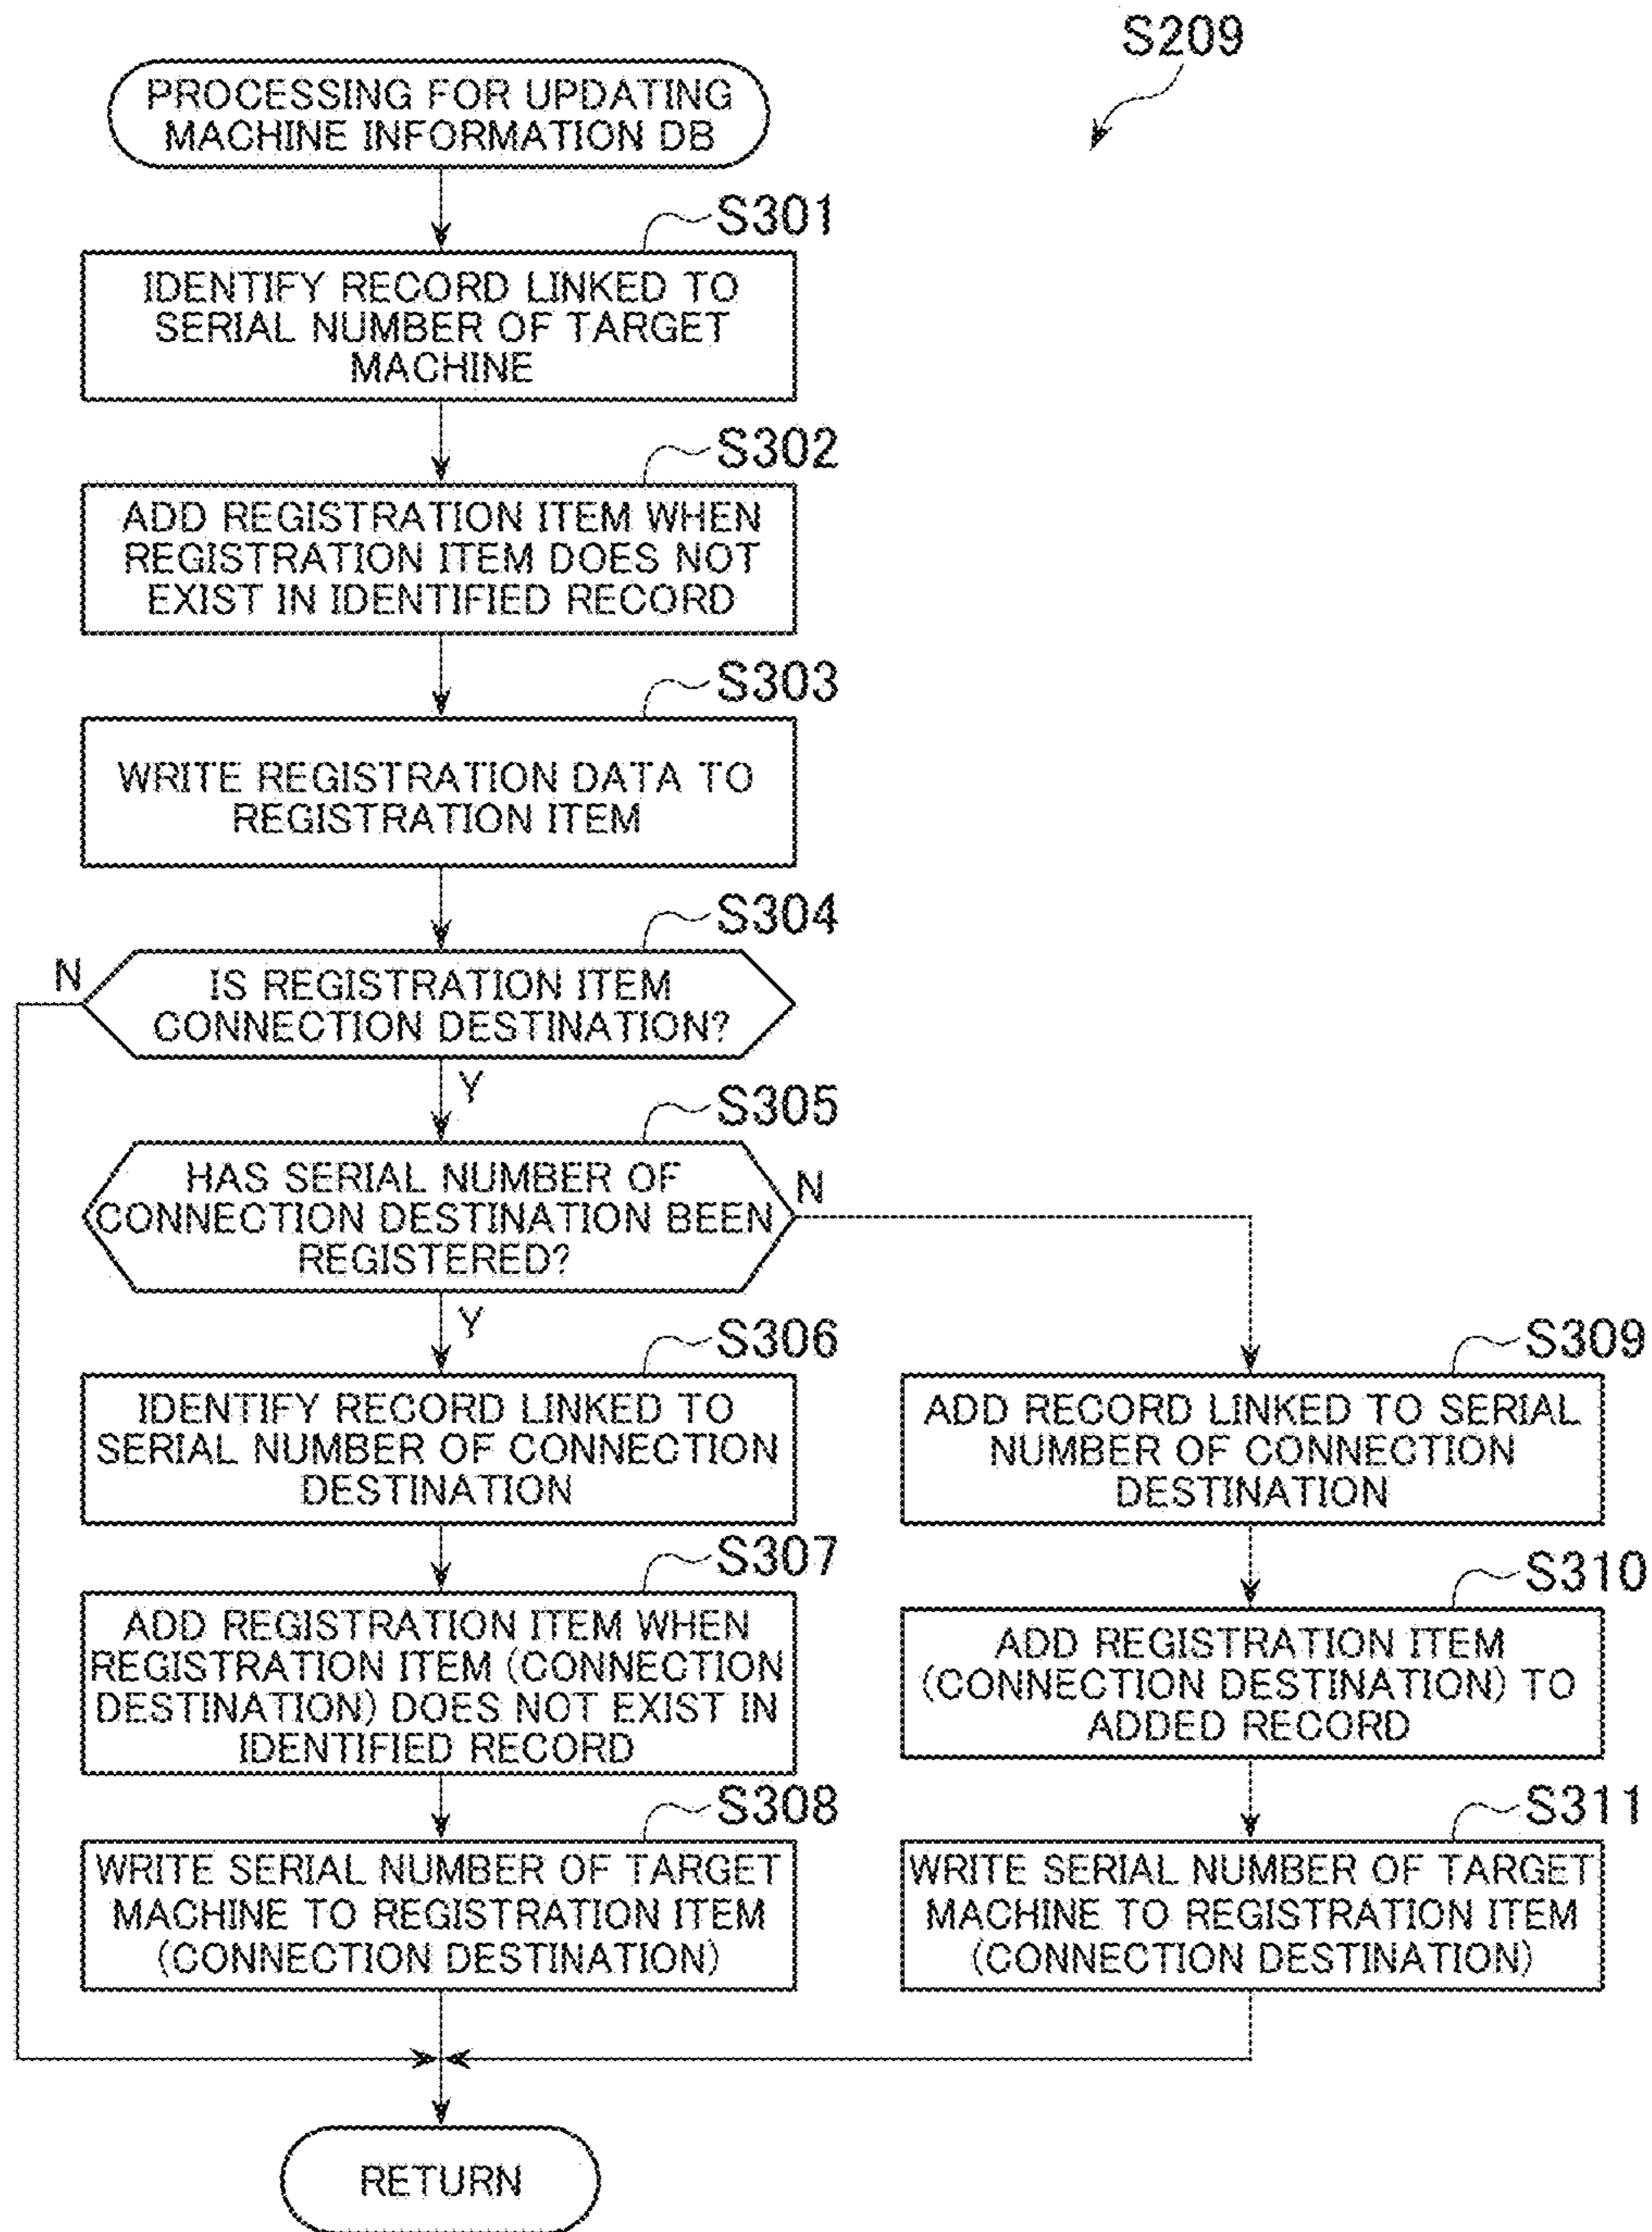 S209
PROCESSING FOR UPDATING
MACHINE INFORMATION DB
S301
IDENTIFY RECORD LINKED TO
SERIAL NUMBER OF TARGET
MACHINE
S302
ADD REGISTRATION ITEM WHEN
REGISTRATION ITEM DOES NOT
EXIST IN IDENTIFIED RECORD
S303
WRITE REGISTRATION DATA TO
REGISTRATION ITEM
S304
N
IS REGISTRATION ITEM
CONNECTION DESTINATION?
Y
S305
HAS SERIAL NUMBER OF
CONNECTION DESTINATION BEEN
REGISTERED?
N
Y
S306
IDENTIFY RECORD LINKED TO
SERIAL NUMBER OF CONNECTION
DESTINATION
S307
ADD REGISTRATION ITEM WHEN
REGISTRATION ITEM (CONNECTION
DESTINATION) DOES NOT EXIST IN
IDENTIFIED RECORD
S308
WRITE SERIAL NUMBER OF TARGET
MACHINE TO REGISTRATION ITEM
(CONNECTION DESTINATION)
S309
ADD RECORD LINKED TO SERIAL
NUMBER OF CONNECTION
DESTINATION
S310
ADD REGISTRATION ITEM
(CONNECTION DESTINATION) TO
ADDED RECORD
S311
WRITE SERIAL NUMBER OF TARGET
MACHINE TO REGISTRATION ITEM
(CONNECTION DESTINATION)
RETURN